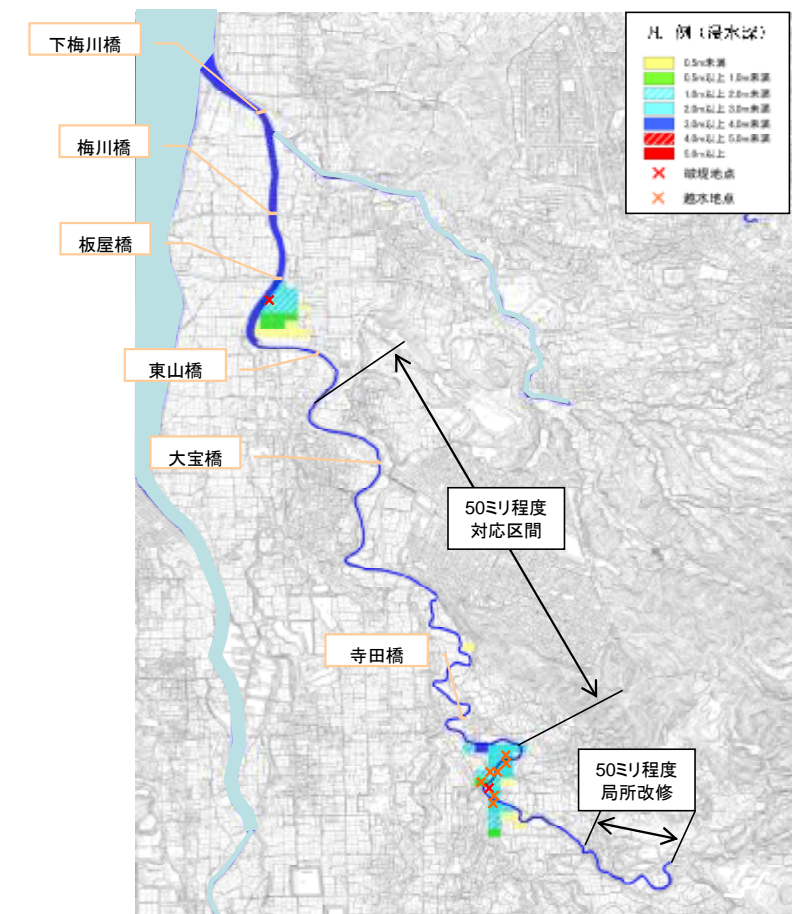 下梅川橋
梅川橋
板屋橋
東山橋
大宝橋
寺田橋
50ミリ程度
対応区間
50ミリ程度
局所改修
凡 例（浸水深）
0.5m未満
0.5m以上 1.0m未満
1.0m以上 2.0m未満
2.0m以上 3.0m未満
3.0m以上 4.0m未満
4.0m以上 5.0m未満
5.0m以上
破堤地点
越水地点